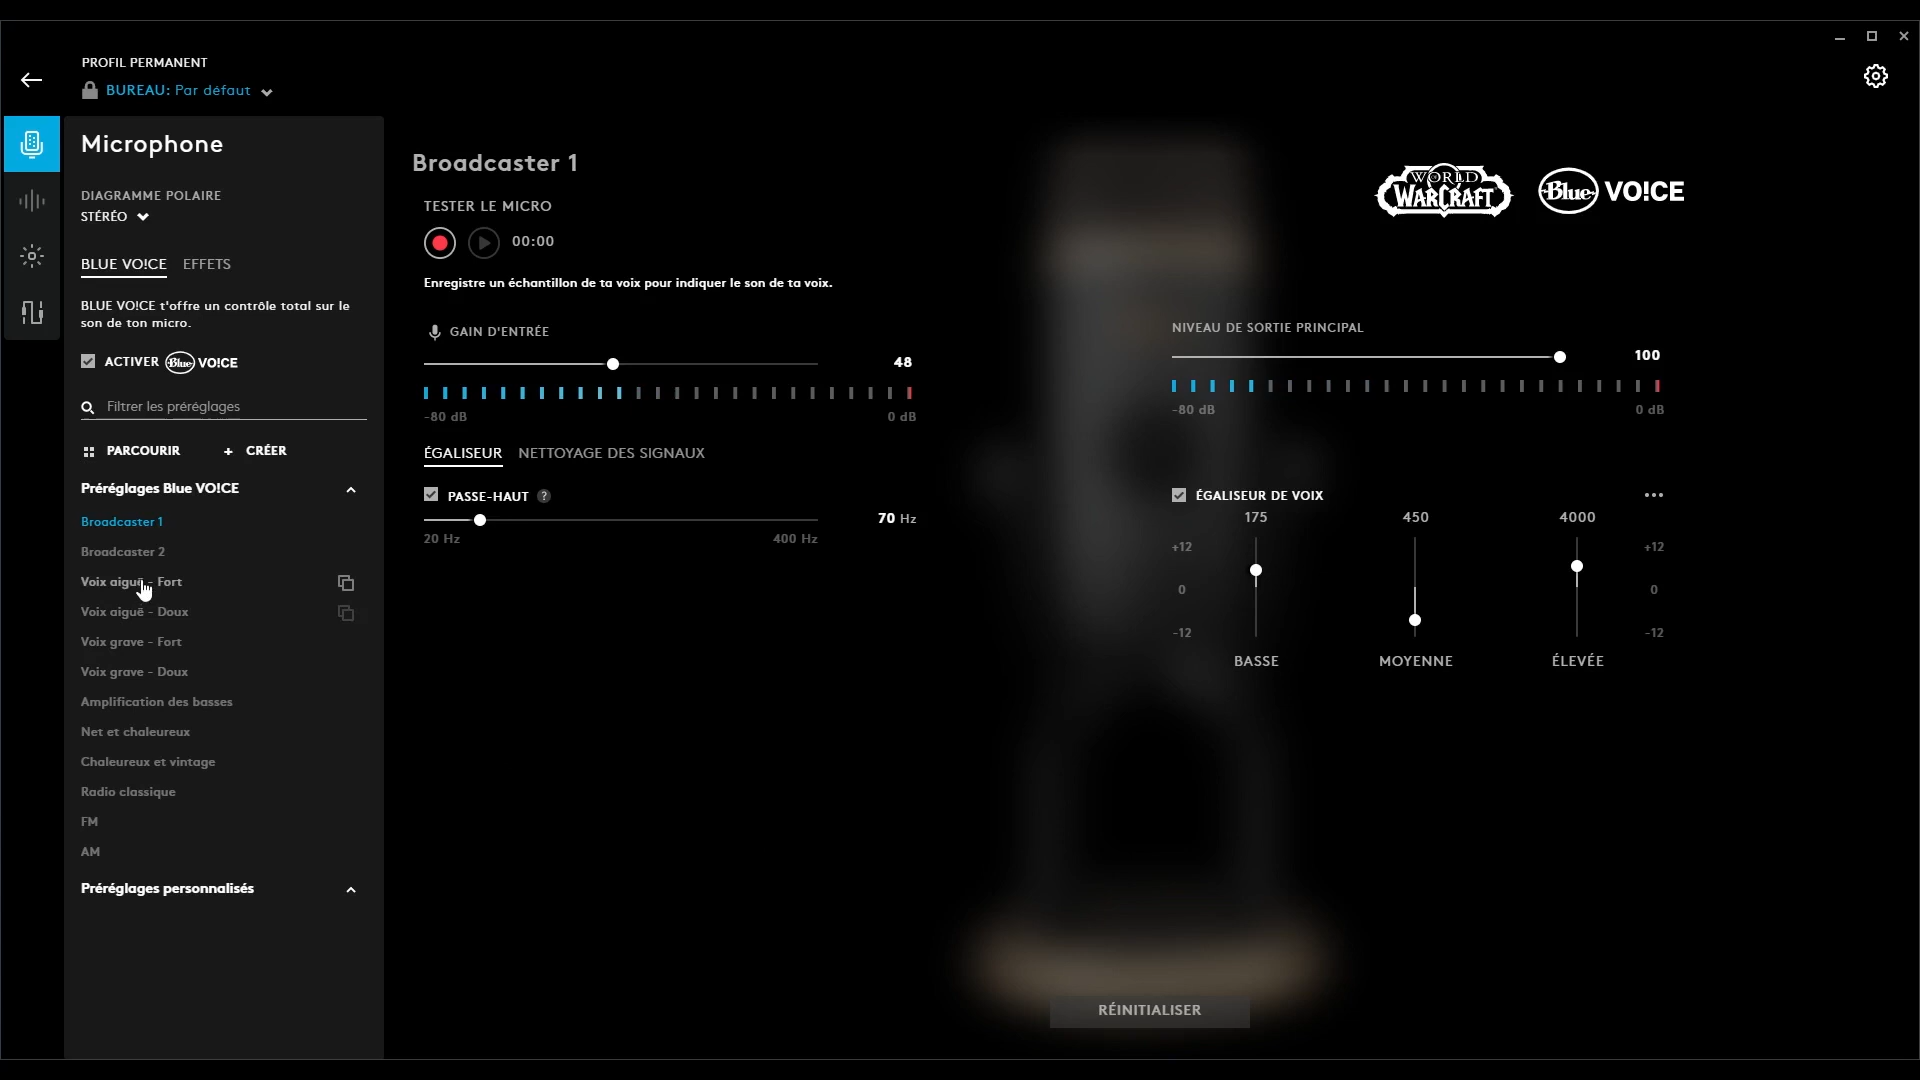 PROFIL PERMANENT
BUREAU: Par défaut
Microphone
DIAGRAMME POLAIRE
STÉRÉO
BLUE VO!CE EFFETS
BLUE VO!CE t'offre un contrôle total sur le
son de ton micro.
ACTIVER Blue VO!CE
Filtrer les préréglages
PARCOURIR + CRÉER
Préréglages Blue VO!CE
Broadcaster 1
Broadcaster 2
Voix aiguë - Fort
Voix aiguë - Doux
Voix grave - Fort
Voix grave - Doux
Amplification des basses
Net et chaleureux
Chaleureux et vintage
Radio classique
FM
AM
Préréglages personnalisés
Broadcaster 1
TESTER LE MICRO
00:00
Enregistre un échantillon de ta voix pour indiquer le son de ta voix.
GAIN D'ENTRÉE
48
-80 dB 0 dB
ÉGALISEUR NETTOYAGE DES SIGNAUX
PASSE-HAUT ?
70 Hz
20 Hz 400 Hz
WORLD
WARCRAFT
Blue VO!CE
NIVEAU DE SORTIE PRINCIPAL
100
-80 dB 0 dB
ÉGALISEUR DE VOIX
175 450 4000
+12 +12
0 0
-12 -12
BASSE MOYENNE ÉLEVÉE
RÉINITIALISER